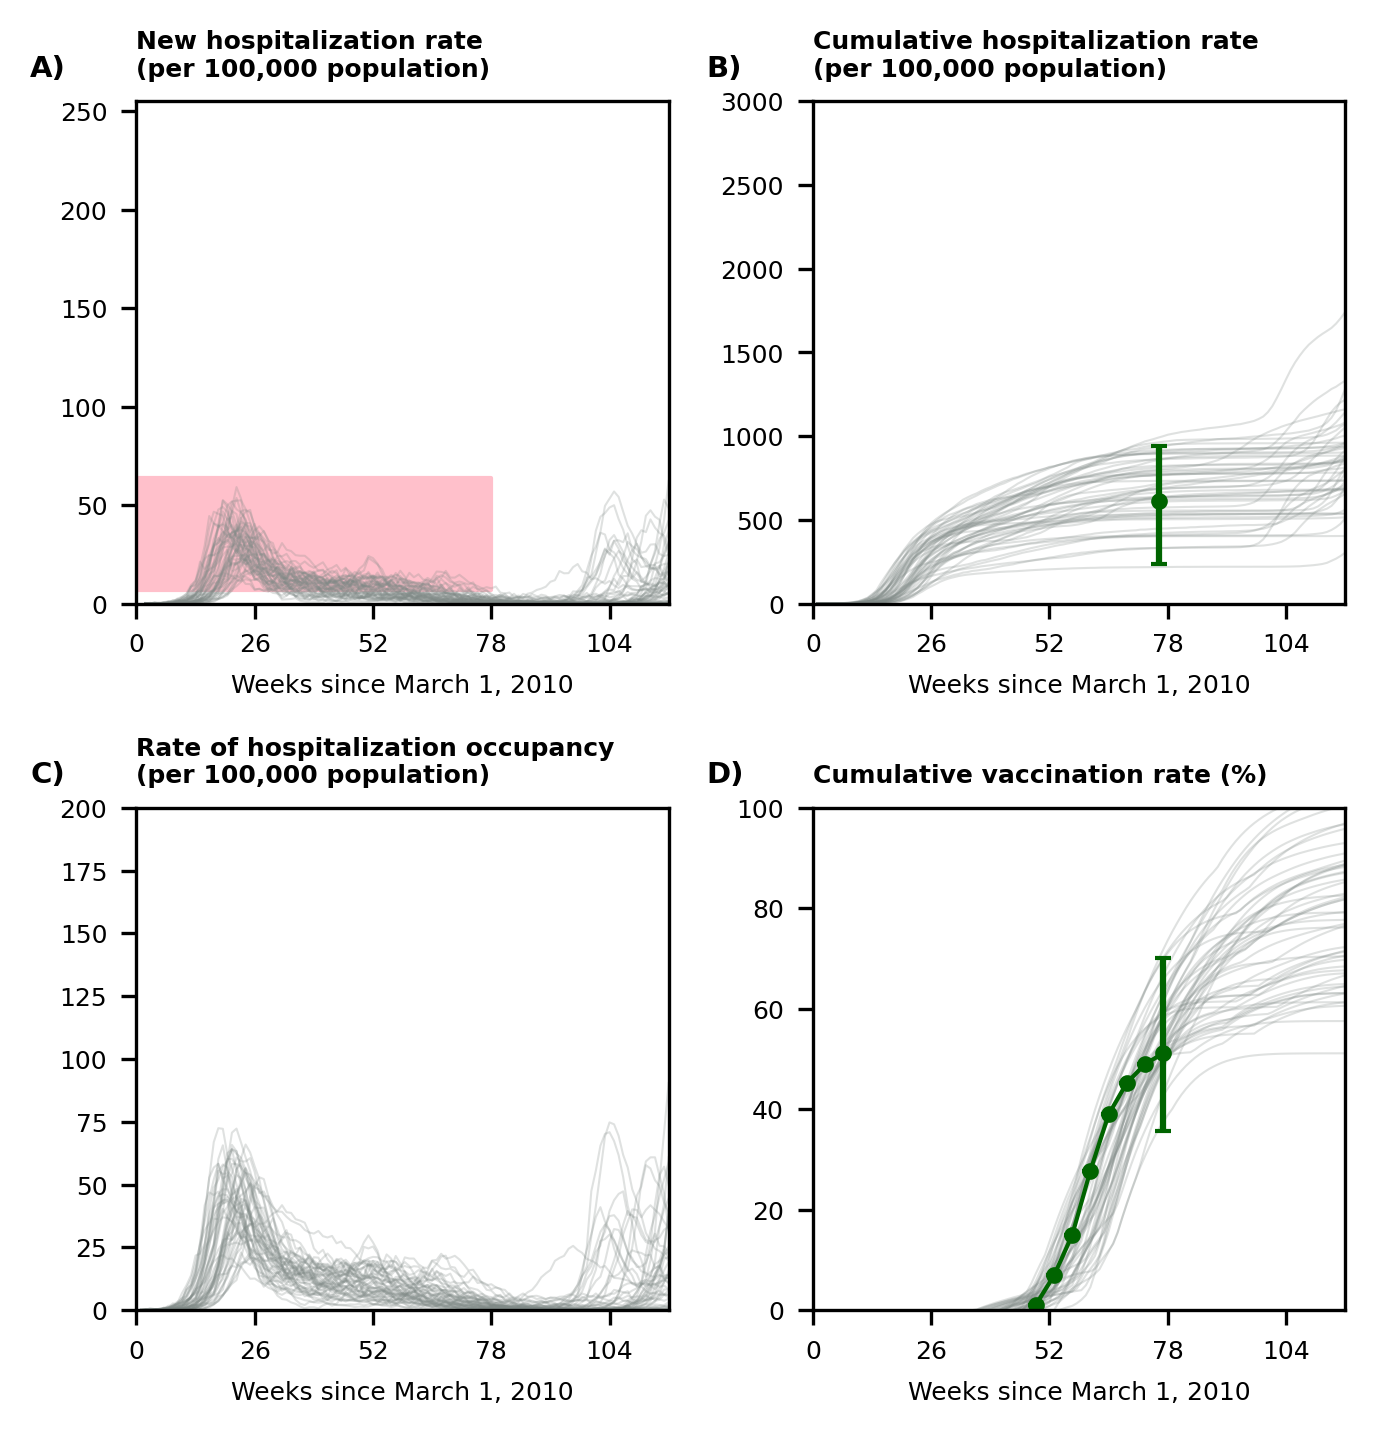 A)
New hospitalization rate
(per 100,000 population)
250
200
150
100
50
0
0 26 52 78 104
Weeks since March 1, 2010
B)
Cumulative hospitalization rate
(per 100,000 population)
3000
2500
2000
1500
1000
500
0
0 26 52 78 104
Weeks since March 1, 2010
C)
Rate of hospitalization occupancy
(per 100,000 population)
200
175
150
125
100
75
50
25
0
0 26 52 78 104
Weeks since March 1, 2010
D)
Cumulative vaccination rate (%)
100
80
60
40
20
0
0 26 52 78 104
Weeks since March 1, 2010